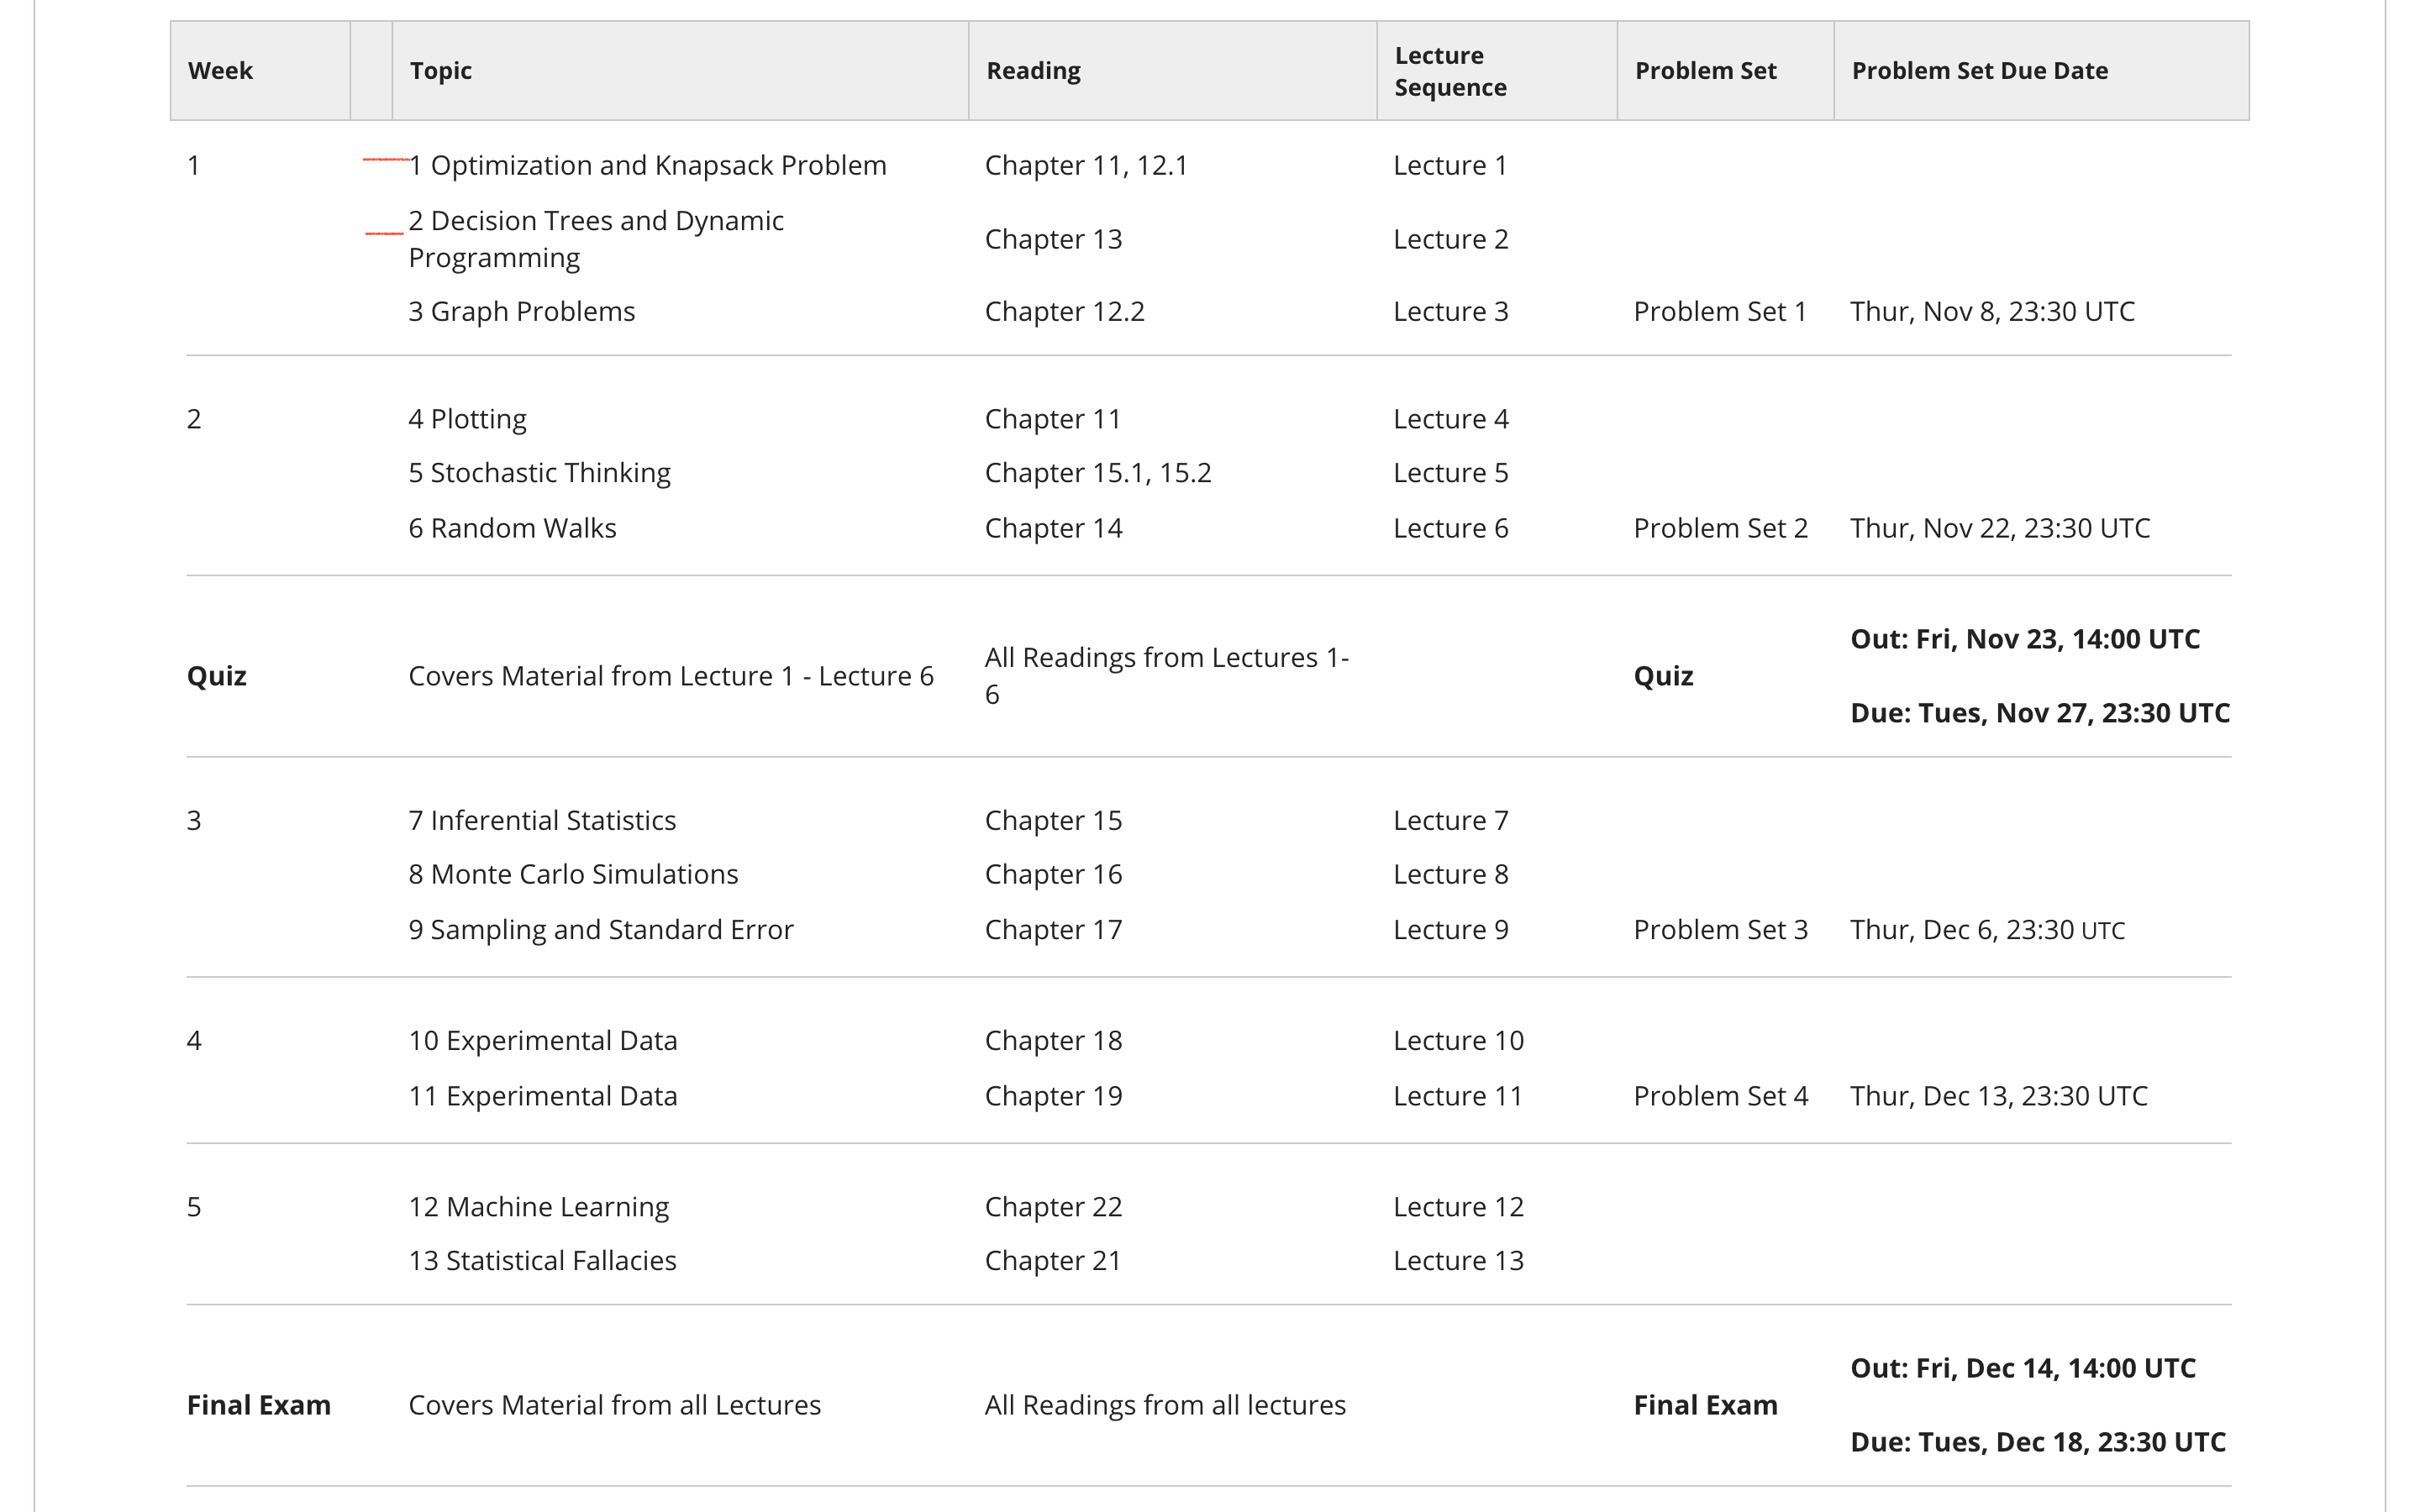 Week Topic Reading Lecture Sequence Problem Set Problem Set Due Date
1 1 Optimization and Knapsack Problem Chapter 11, 12.1 Lecture 1
2 Decision Trees and Dynamic Programming Chapter 13 Lecture 2
3 Graph Problems Chapter 12.2 Lecture 3 Problem Set 1 Thur, Nov 8, 23:30 UTC
2 4 Plotting Chapter 11 Lecture 4
5 Stochastic Thinking Chapter 15.1, 15.2 Lecture 5
6 Random Walks Chapter 14 Lecture 6 Problem Set 2 Thur, Nov 22, 23:30 UTC
Quiz Covers Material from Lecture 1 - Lecture 6 All Readings from Lectures 1-6 Quiz Out: Fri, Nov 23, 14:00 UTC
Due: Tues, Nov 27, 23:30 UTC
3 7 Inferential Statistics Chapter 15 Lecture 7
8 Monte Carlo Simulations Chapter 16 Lecture 8
9 Sampling and Standard Error Chapter 17 Lecture 9 Problem Set 3 Thur, Dec 6, 23:30 UTC
4 10 Experimental Data Chapter 18 Lecture 10
11 Experimental Data Chapter 19 Lecture 11 Problem Set 4 Thur, Dec 13, 23:30 UTC
5 12 Machine Learning Chapter 22 Lecture 12
13 Statistical Fallacies Chapter 21 Lecture 13
Final Exam Covers Material from all Lectures All Readings from all lectures Final Exam Out: Fri, Dec 14, 14:00 UTC
Due: Tues, Dec 18, 23:30 UTC